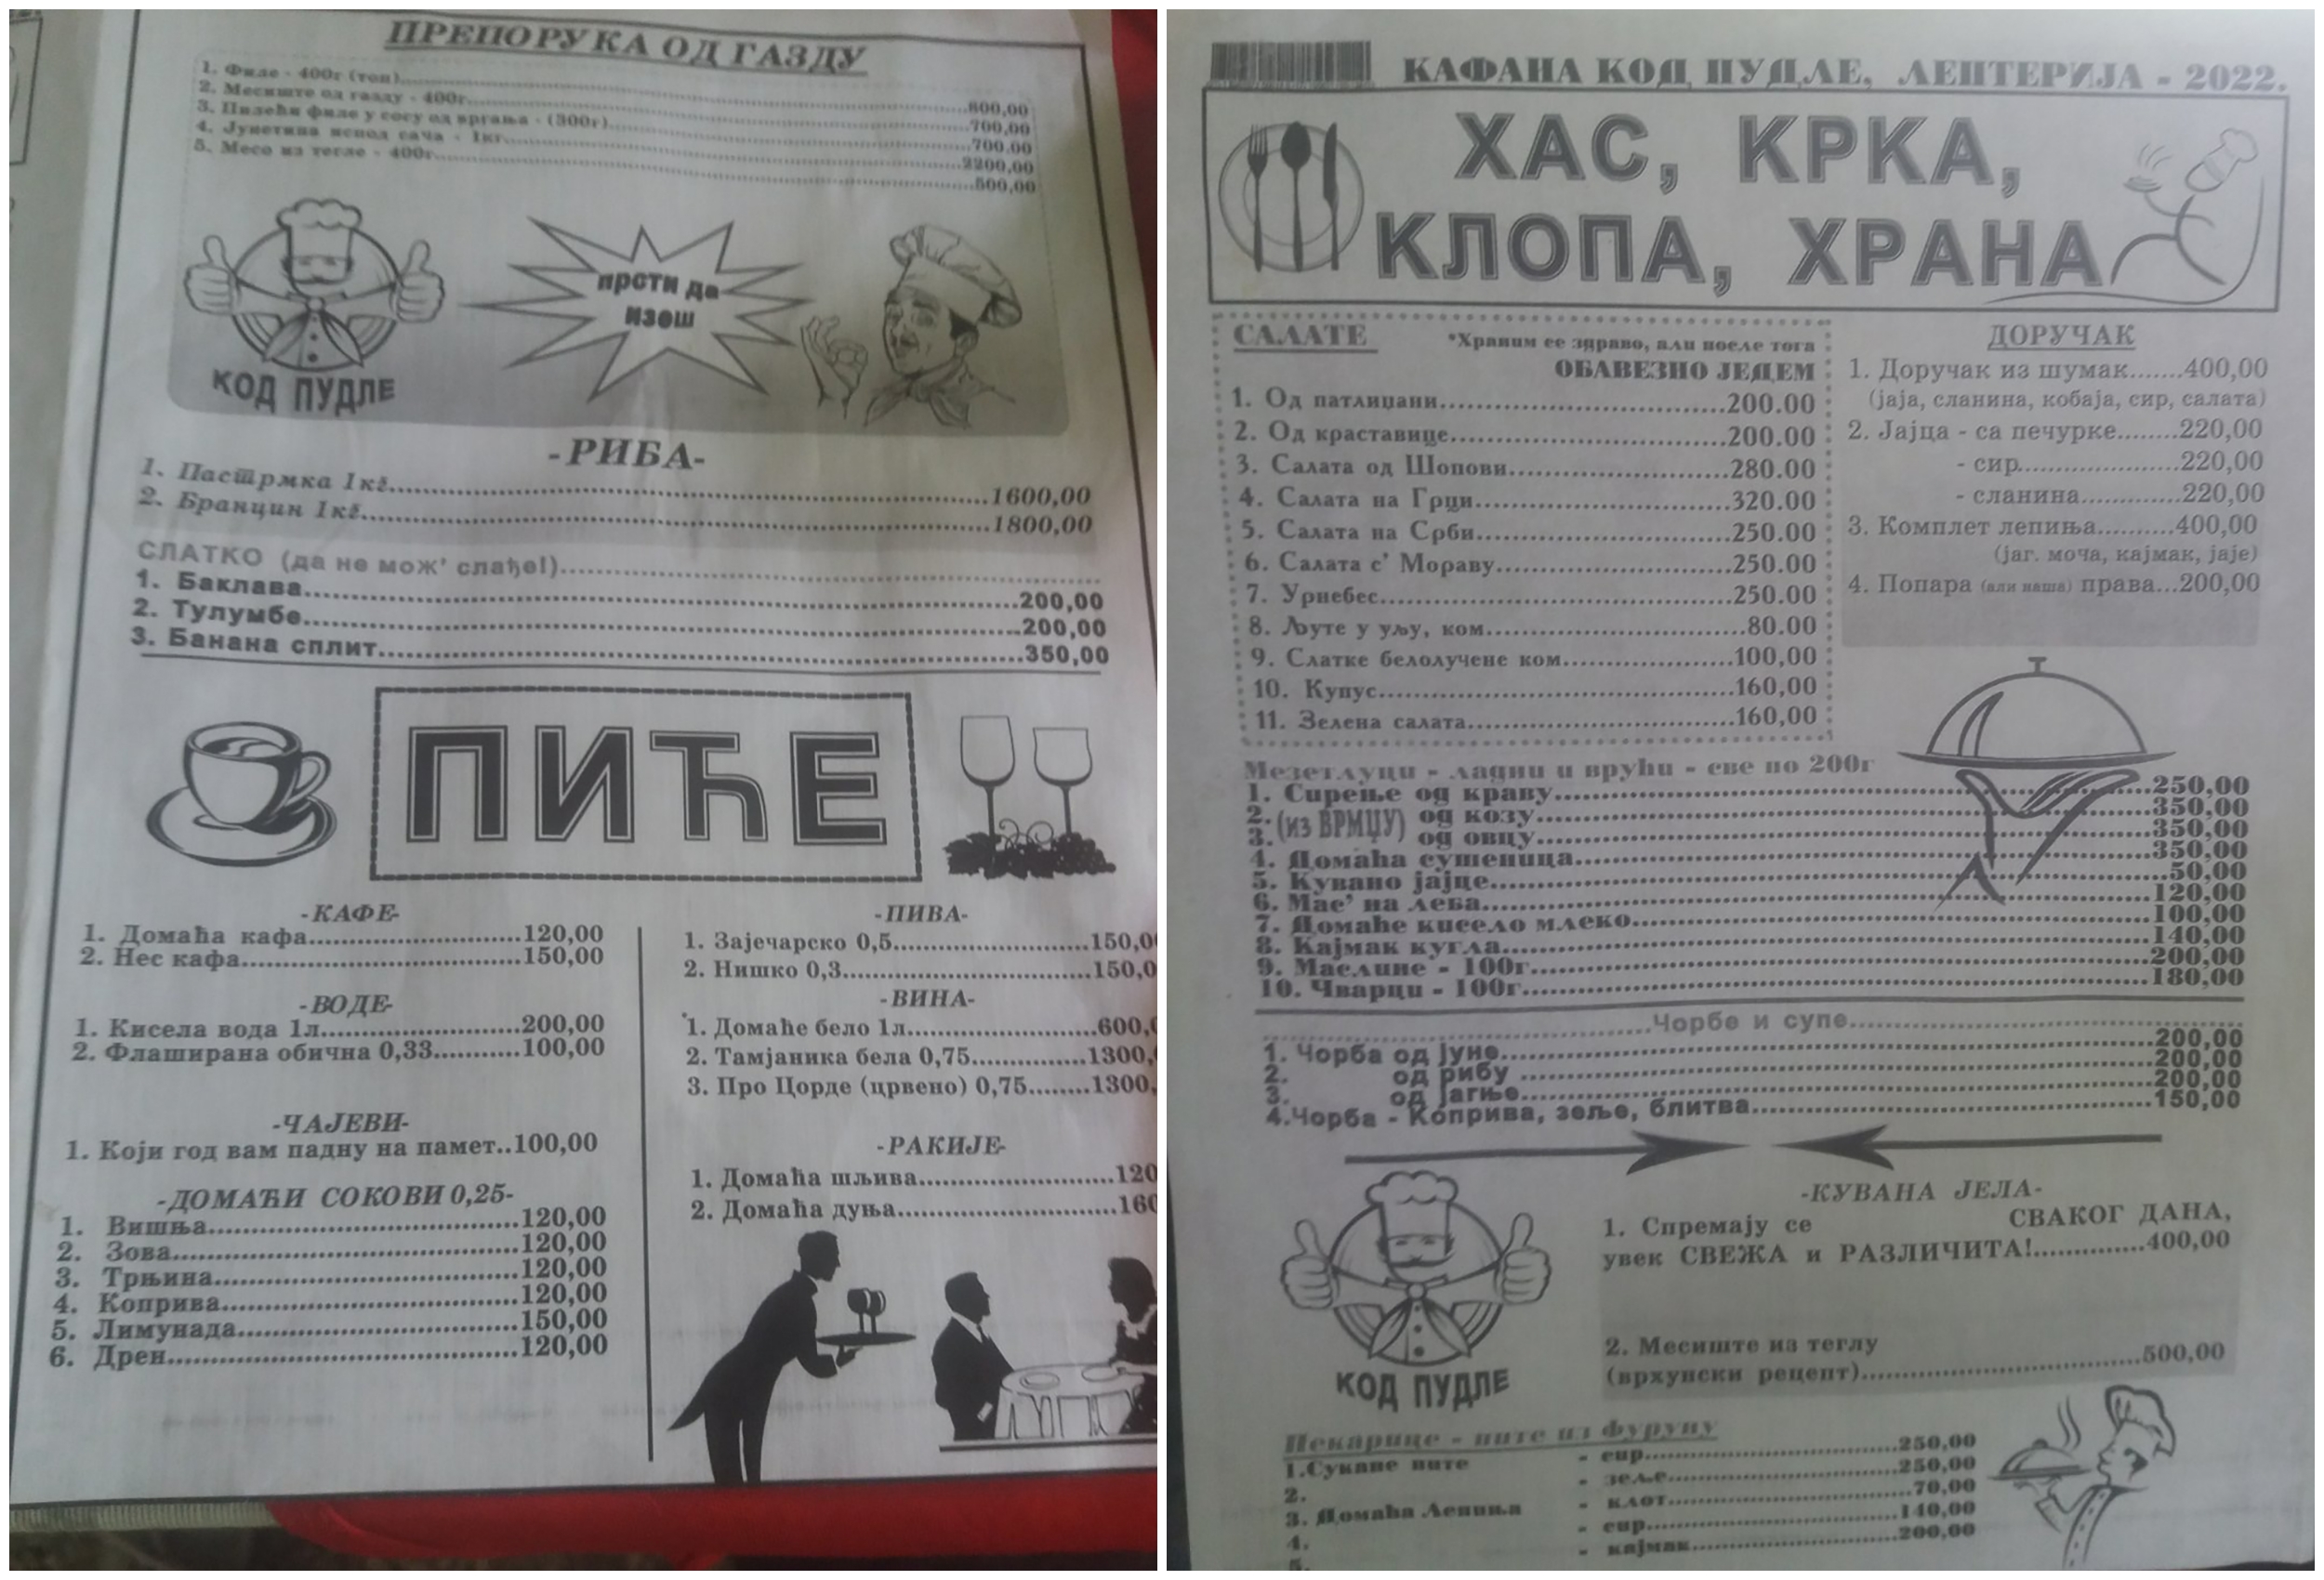 ПРЕПОРУКА ОД ГАЗДУ
1. Филе - 400г (топ)..........800,00
2. Месиште од газду - 400г..........700,00
3. Пилећи филе у сосу од вргања - (300г)..........700.00
4. Јунетина испод сача - 1кг..........2200,00
5. Месо из тегле - 400г..........500,00
прсти да
изеш
КОД ПУДЛЕ
-РИБА-
1. Пастрмка 1кг..........1600,00
2. Бранцин 1кг..........1800,00
СЛАТКО (да не мож' слађе!)..........
1. Баклава..........200,00
2. Тулумбе..........200,00
3. Банана сплит..........350,00
ПИЋЕ
-КАФЕ-
1. Домаћа кафа..........120,00
2. Нес кафа..........150,00
-ВОДЕ-
1. Кисела вода 1л..........200,00
2. Флаширана обична 0,33..........100,00
-ЧАЈЕВИ-
1. Који год вам падну на памет..100,00
-ДОМАЋИ СОКОВИ 0,25-
1. Вишња..........120,00
2. Зова..........120,00
3. Трњина..........120,00
4. Коприва..........120,00
5. Лимунада..........150,00
6. Дрен..........120,00
-ПИВА-
1. Зајечарско 0,5..........150,0
2. Нишко 0,3..........150,0
-ВИНА-
1. Домаће бело 1л..........600,
2. Тамјаника бела 0,75..........1300,
3. Про Цорде (црвено) 0,75........1300,
-РАКИЈЕ-
1. Домаћа шљива..........120
2. Домаћа дуња..........160
КАФАНА КОД ПУДЛЕ, ЛЕПТЕРИЈА - 2022.
ХАС, КРКА,
КЛОПА, ХРАНА
САЛАТЕ
*Храним се здраво, али после тога
ОБАВЕЗНО ЈЕДЕМ
1. Од патлиџани..........200.00
2. Од краставице..........200.00
3. Салата од Шопови..........280.00
4. Салата на Грци..........320.00
5. Салата на Срби..........250.00
6. Салата с' Мораву..........250.00
7. Урнебес..........250.00
8. Љуте у уљу, ком..........80.00
9. Слатке белолучене ком..........100,00
10. Купус..........160,00
11. Зелена салата..........160,00
ДОРУЧАК
1. Доручак из шумак.......400,00
(јаја, сланина, кобаја, сир, салата)
2. Јајца - са печурке........220,00
- сир..........220,00
- сланина..........220,00
3. Комплет лепиња..........400,00
(јаг. моча, кајмак, јаје)
4. Попара (али наша) права...200,00
Мезетлуци - ладни и врући - све по 200г
1. Сирење од краву..........250,00
2. (из ВРМЏУ) од козу..........350,00
3. од овцу..........350,00
4. Домаћа сушеница..........350,00
5. Кувано јајце..........50,00
6. Мас' на леба..........120,00
7. Домаће кисело млеко..........100,00
8. Кајмак кугла..........140,00
9. Маслине - 100г..........200,00
10. Чварци - 100г..........180,00
..........Чорбе и супе..........
1. Чорба од јуне..........200,00
2. од рибу..........200,00
3. од јагње..........200,00
4.Чорба - Коприва, зеље, блитва..........150,00
КОД ПУДЛЕ
-КУВАНА ЈЕЛА-
1. Спремају се СВАКОГ ДАНА,
увек СВЕЖА и РАЗЛИЧИТА!..........400,00
2. Месиште из теглу
(врхунски рецепт)..........500,00
Пекарице - пите из фуруну
1.Сукане пите - сир..........250,00
2. - зеље..........250,00
3. Домаћа Лепиња - клот..........70,00
4. - сир..........140,00
5. - кајмак..........200,00